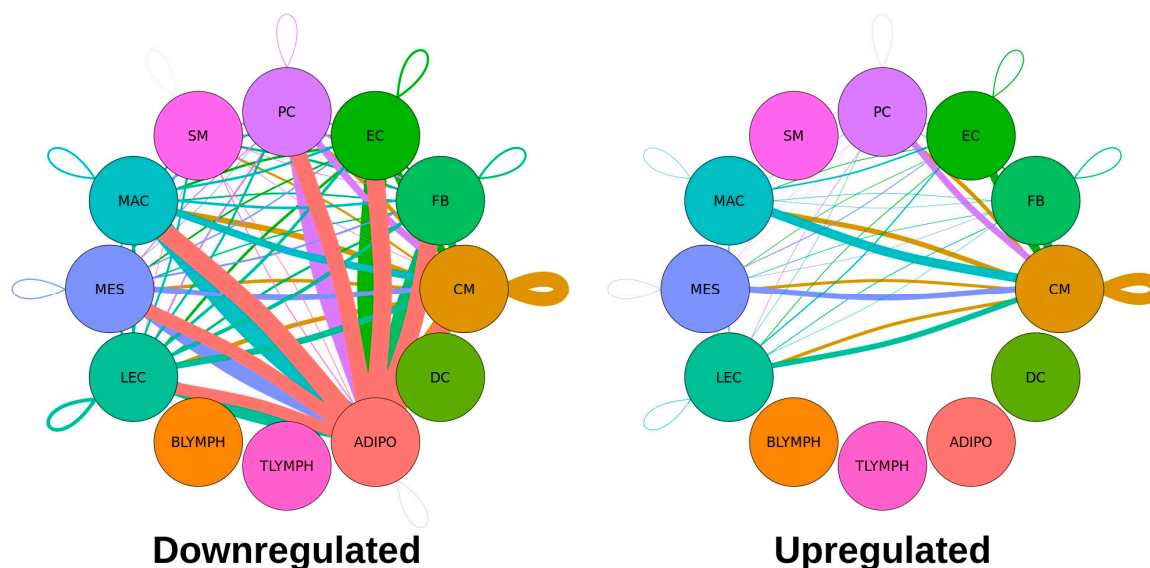 PC
SM
EC
MAC
FB
MES
CM
LEC
DC
BLYMPH
ADIPO
TLYMPH
Downregulated
PC
SM
EC
MAC
FB
MES
CM
LEC
DC
BLYMPH
ADIPO
TLYMPH
Upregulated